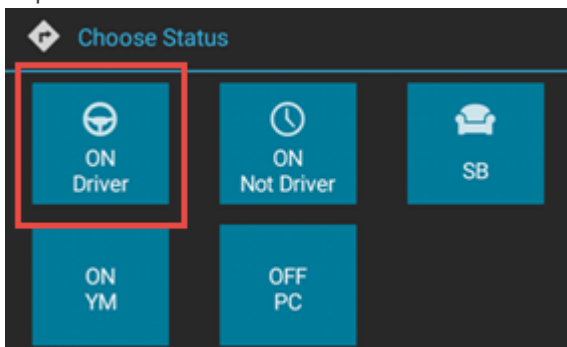 Choose Status
ON
Driver
ON
Not Driver
SB
ON
YM
OFF
PC